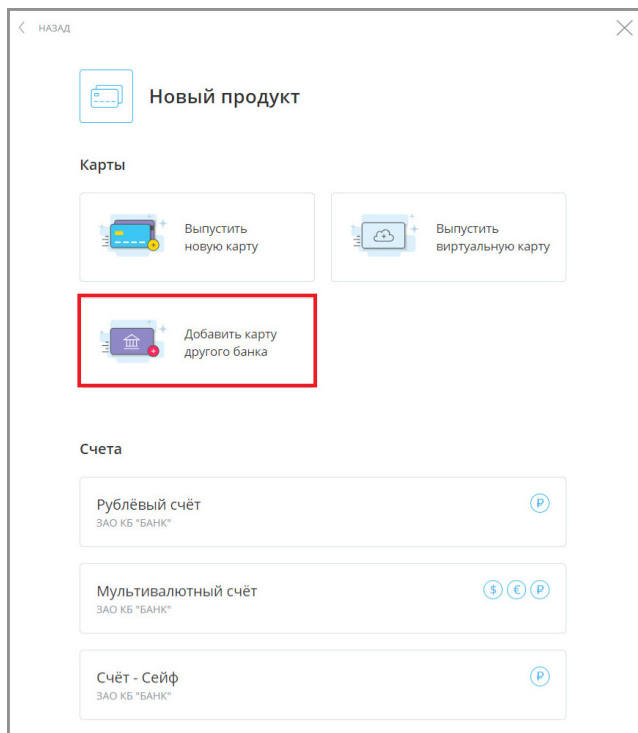 НАЗАД
Новый продукт
Карты
Выпустить
новую карту
Выпустить
виртуальную карту
Добавить карту
другого банка
Счета
Рублёвый счёт
₽
ЗАО КБ "БАНК"
Мультивалютный счёт
$ € ₽
ЗАО КБ "БАНК"
Счёт - Сейф
₽
ЗАО КБ "БАНК"